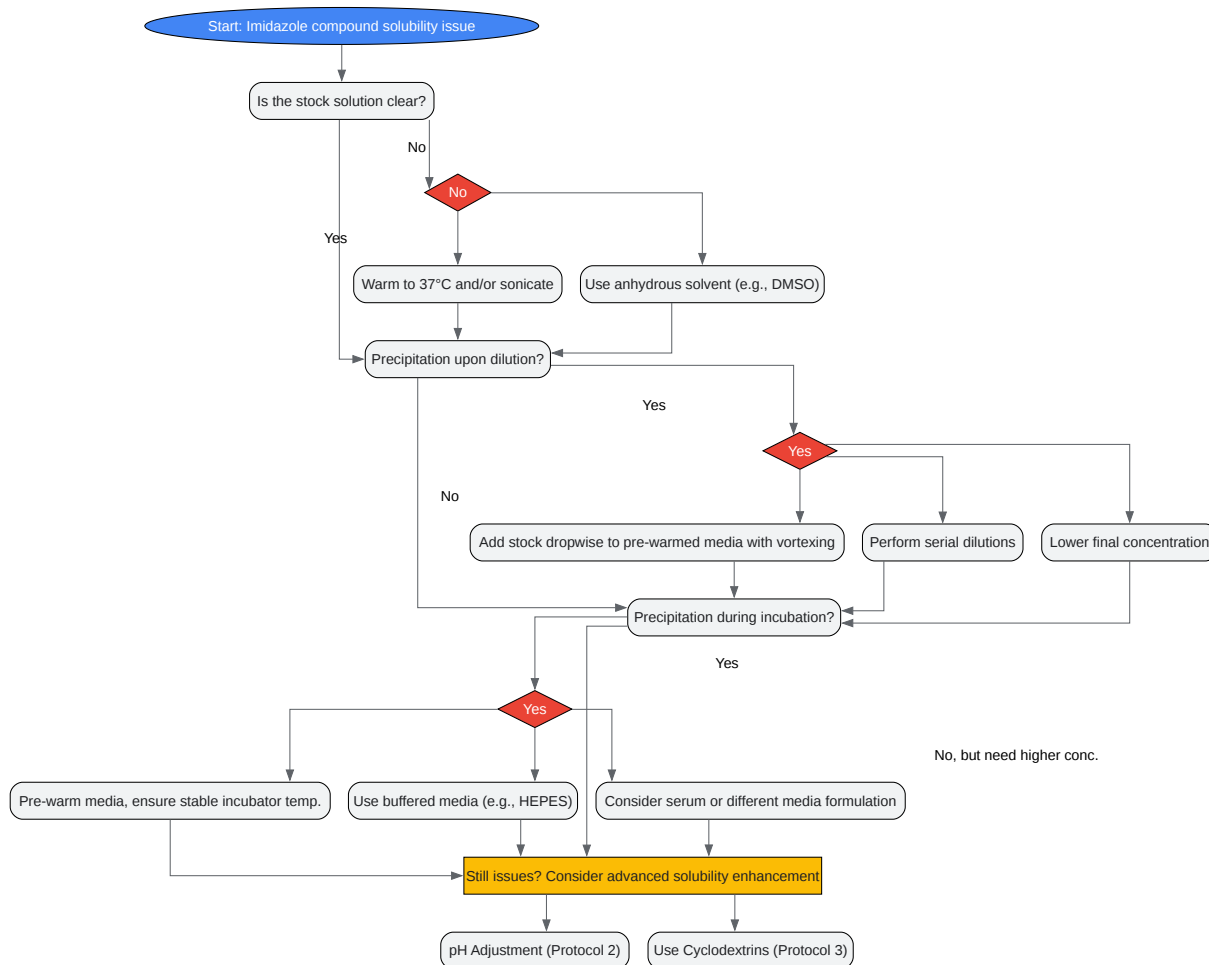 Start: Imidazole compound solubility issue
Is the stock solution clear?
No
No
Yes
Warm to 37°C and/or sonicate
Use anhydrous solvent (e.g., DMSO)
Precipitation upon dilution?
Yes
Yes
No
Add stock dropwise to pre-warmed media with vortexing
Perform serial dilutions
Lower final concentration
Precipitation during incubation?
Yes
Yes
No, but need higher conc.
Pre-warm media, ensure stable incubator temp.
Use buffered media (e.g., HEPES)
Consider serum or different media formulation
Still issues? Consider advanced solubility enhancement
pH Adjustment (Protocol 2)
Use Cyclodextrins (Protocol 3)